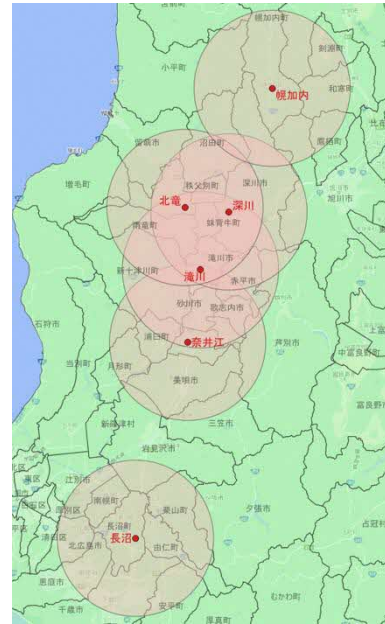 幌加内町
剣淵町
小平町
和寒町
幌加内
鷹栖町
留萌市
沼田町
旭川市
秩父別町
深川市
増毛町
北竜
深川
妹背牛町
雨竜町
滝川市
新十津川町
滝川
赤平市
砂川市
歌志内市
石狩市
浦臼町
奈井江
芦別市
当別町
月形町
中富良野町
美唄市
富良野市
新篠津村
三笠市
岩見沢市
北区
東区
江別市
南幌町
夕張市
厚別区
栗山町
長沼町
占冠村
長沼
北広島市
由仁町
恵庭市
安平町
千歳市
むかわ町
厚真町